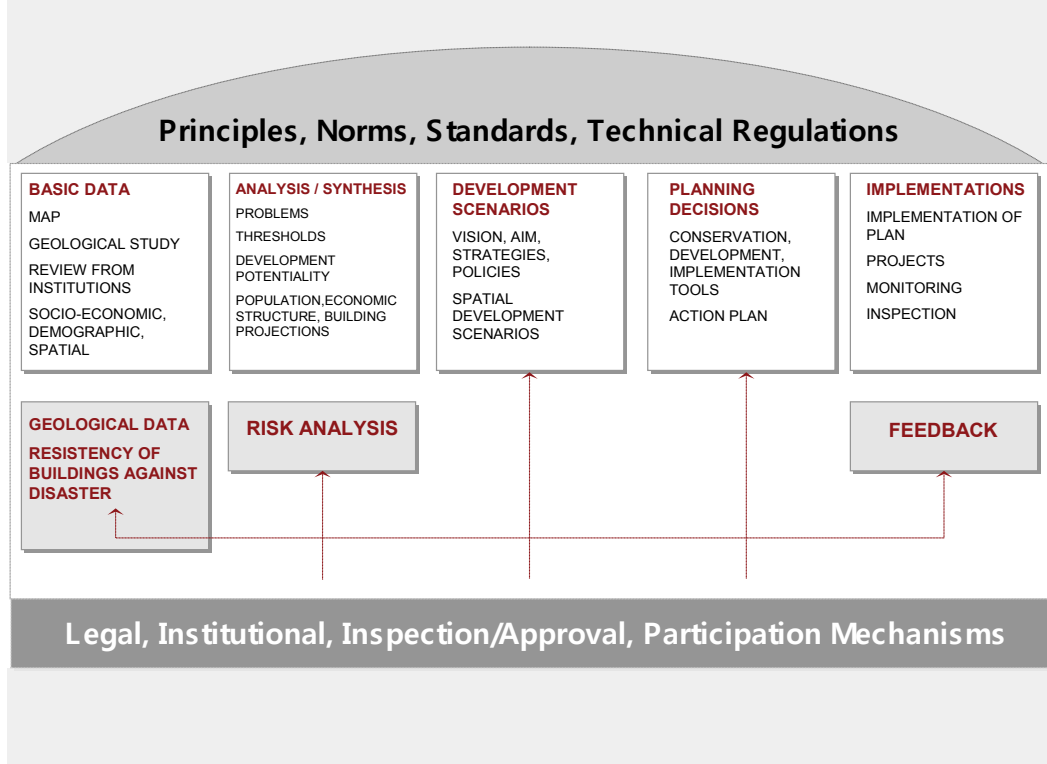 Principles, Norms, Standards, Technical Regulations
BASIC DATA
MAP
GEOLOGICAL STUDY
REVIEW FROM
INSTITUTIONS
SOCIO-ECONOMIC,
DEMOGRAPHIC,
SPATIAL
ANALYSIS / SYNTHESIS
PROBLEMS
THRESHOLDS
DEVELOPMENT
POTENTIALITY
POPULATION,ECONOMIC
STRUCTURE, BUILDING
PROJECTIONS
DEVELOPMENT
SCENARIOS
VISION, AIM,
STRATEGIES,
POLICIES
SPATIAL
DEVELOPMENT
SCENARIOS
PLANNING
DECISIONS
CONSERVATION,
DEVELOPMENT,
IMPLEMENTATION
TOOLS
ACTION PLAN
IMPLEMENTATIONS
IMPLEMENTATION OF
PLAN
PROJECTS
MONITORING
INSPECTION
GEOLOGICAL DATA
RESISTENCY OF
BUILDINGS AGAINST
DISASTER
RISK ANALYSIS
FEEDBACK
Legal, Institutional, Inspection/Approval, Participation Mechanisms